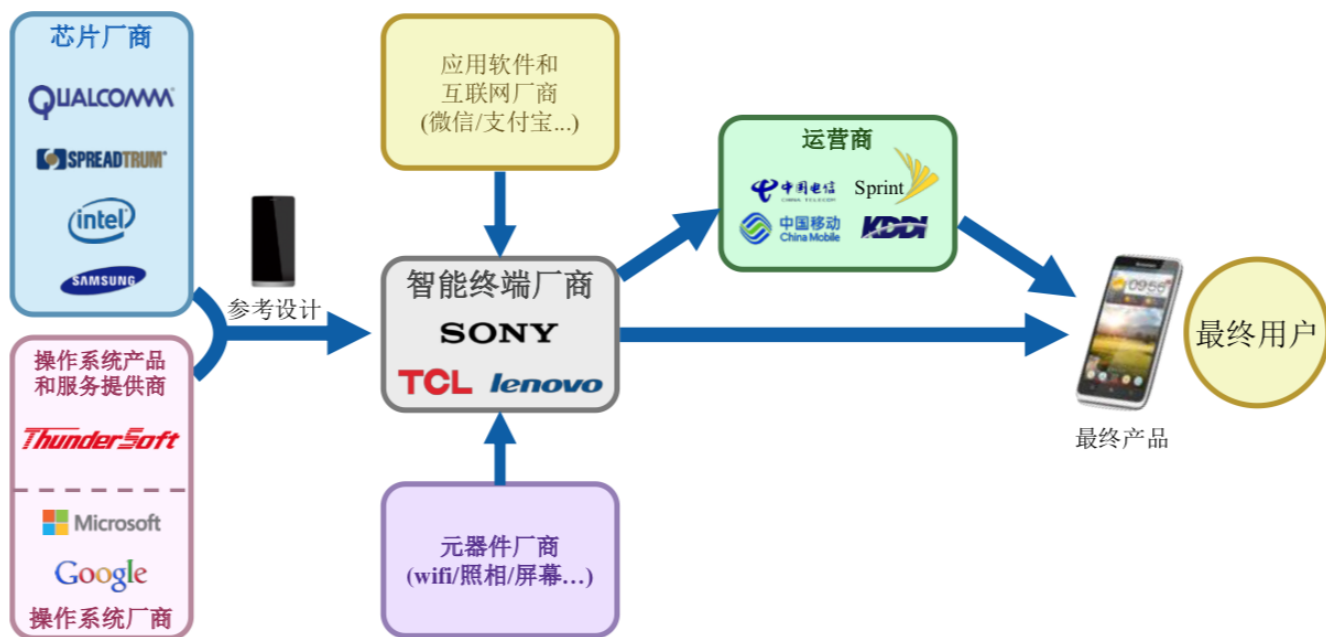 芯片厂商
QUALCOMM
SPREADTRUM
intel
SAMSUNG
操作系统产品
和服务提供商
ThunderSoft
Microsoft
Google
操作系统厂商
参考设计
应用软件和
互联网厂商
(微信/支付宝...)
智能终端厂商
SONY
TCL lenovo
元器件厂商
(wifi/照相/屏幕…)
运营商
中国电信
CHINA TELECOM
Sprint
中国移动
China Mobile
KDDI
09:56
最终产品
最终用户